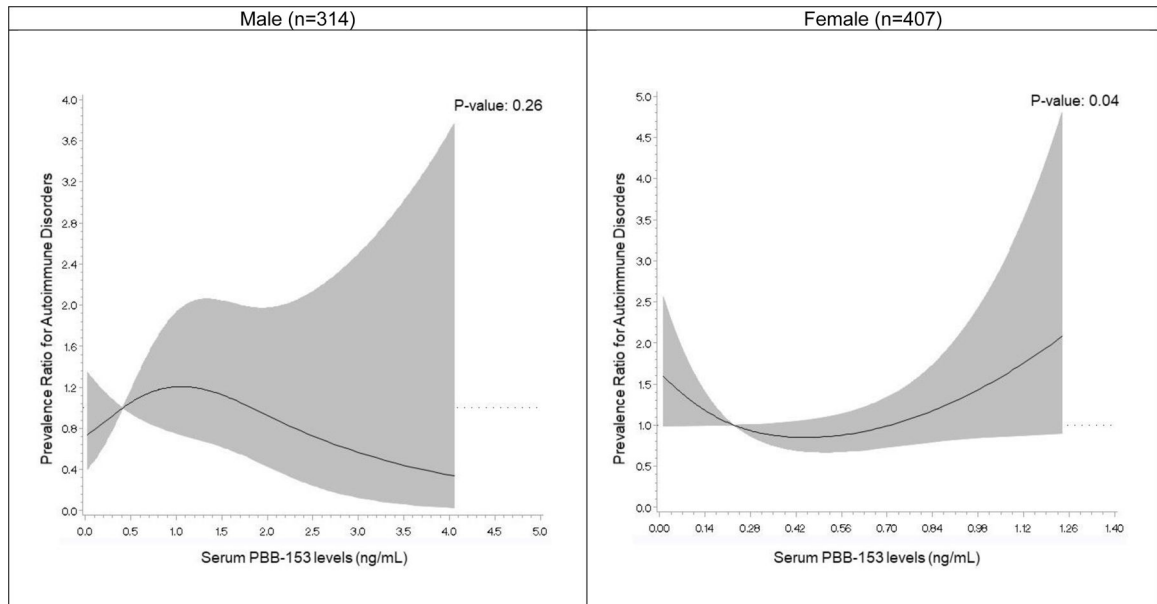 Male (n=314)
Female (n=407)
P-value: 0.26
Prevalence Ratio for Autoimmune Disorders
4.0
3.6
3.2
2.8
2.4
2.0
1.6
1.2
0.8
0.4
0.0
0.0 0.5 1.0 1.5 2.0 2.5 3.0 3.5 4.0 4.5 5.0
Serum PBB-153 levels (ng/mL)
P-value: 0.04
Prevalence Ratio for Autoimmune Disorders
5.0
4.5
4.0
3.5
3.0
2.5
2.0
1.5
1.0
0.5
0.0
0.00 0.14 0.28 0.42 0.56 0.70 0.84 0.98 1.12 1.26 1.40
Serum PBB-153 levels (ng/mL)